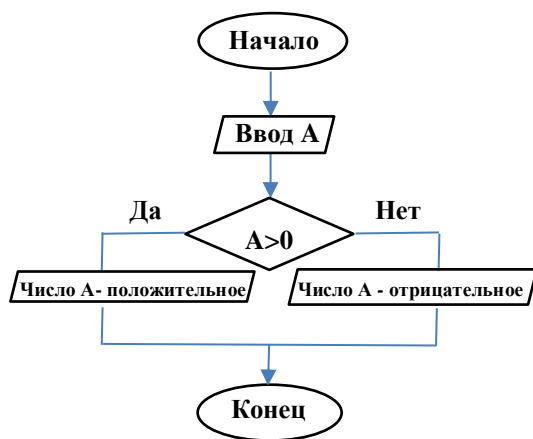 Начало
Ввод А
Да
Нет
А>0
Число А- положительное
Число А - отрицательное
Конец